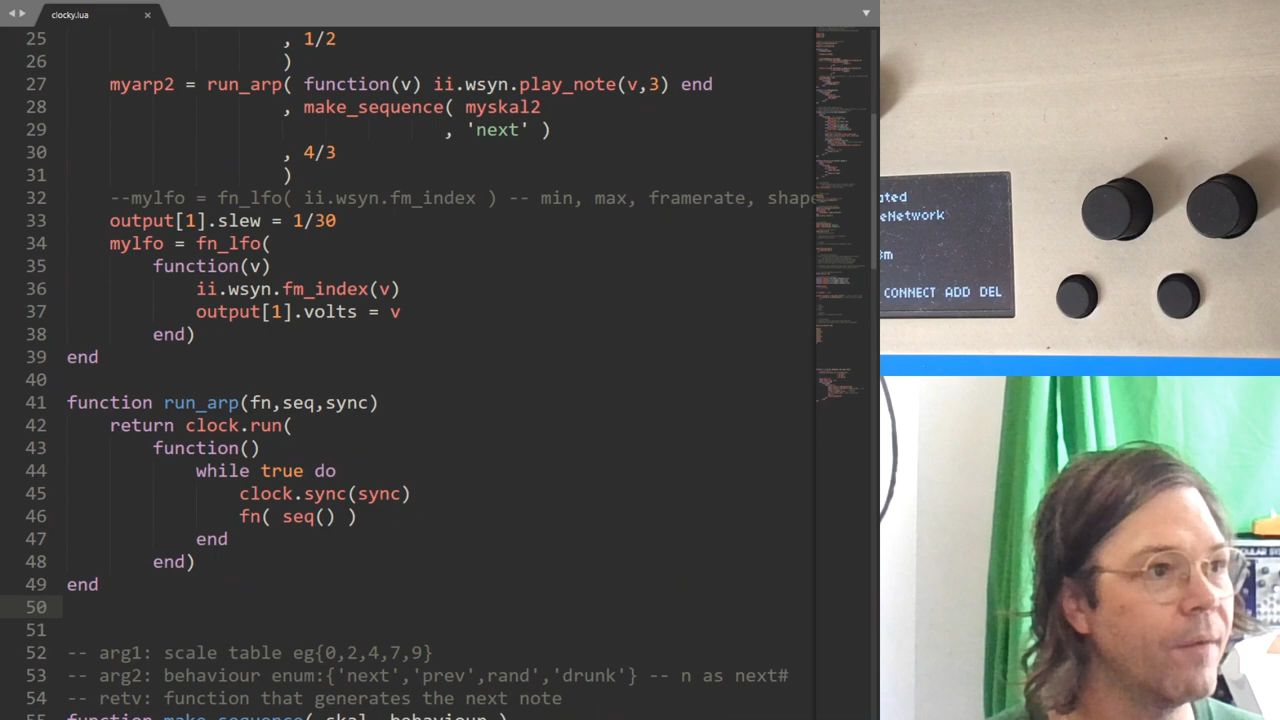 clocky.lua
25 , 1/2
26 )
27 myarp2 = run_arp( function(v) ii.wsyn.play_note(v,3) end
28 , make_sequence( myskal2
29 , 'next' )
30 , 4/3
31 )
32 --mylfo = fn_lfo( ii.wsyn.fm_index ) -- min, max, framerate, shape
33 output[1].slew = 1/30
34 mylfo = fn_lfo(
35 function(v)
36 ii.wsyn.fm_index(v)
37 output[1].volts = v
38 end)
39 end
40
41 function run_arp(fn,seq,sync)
42 return clock.run(
43 function()
44 while true do
45 clock.sync(sync)
46 fn( seq() )
47 end
48 end)
49 end
50
51
52 -- arg1: scale table eg{0,2,4,7,9}
53 -- arg2: behaviour enum:{'next','prev',rand','drunk'} -- n as next#
54 -- retv: function that generates the next note
55 function make_sequence( skal, behaviour )
ated
eNetwork
m
CONNECT ADD DEL